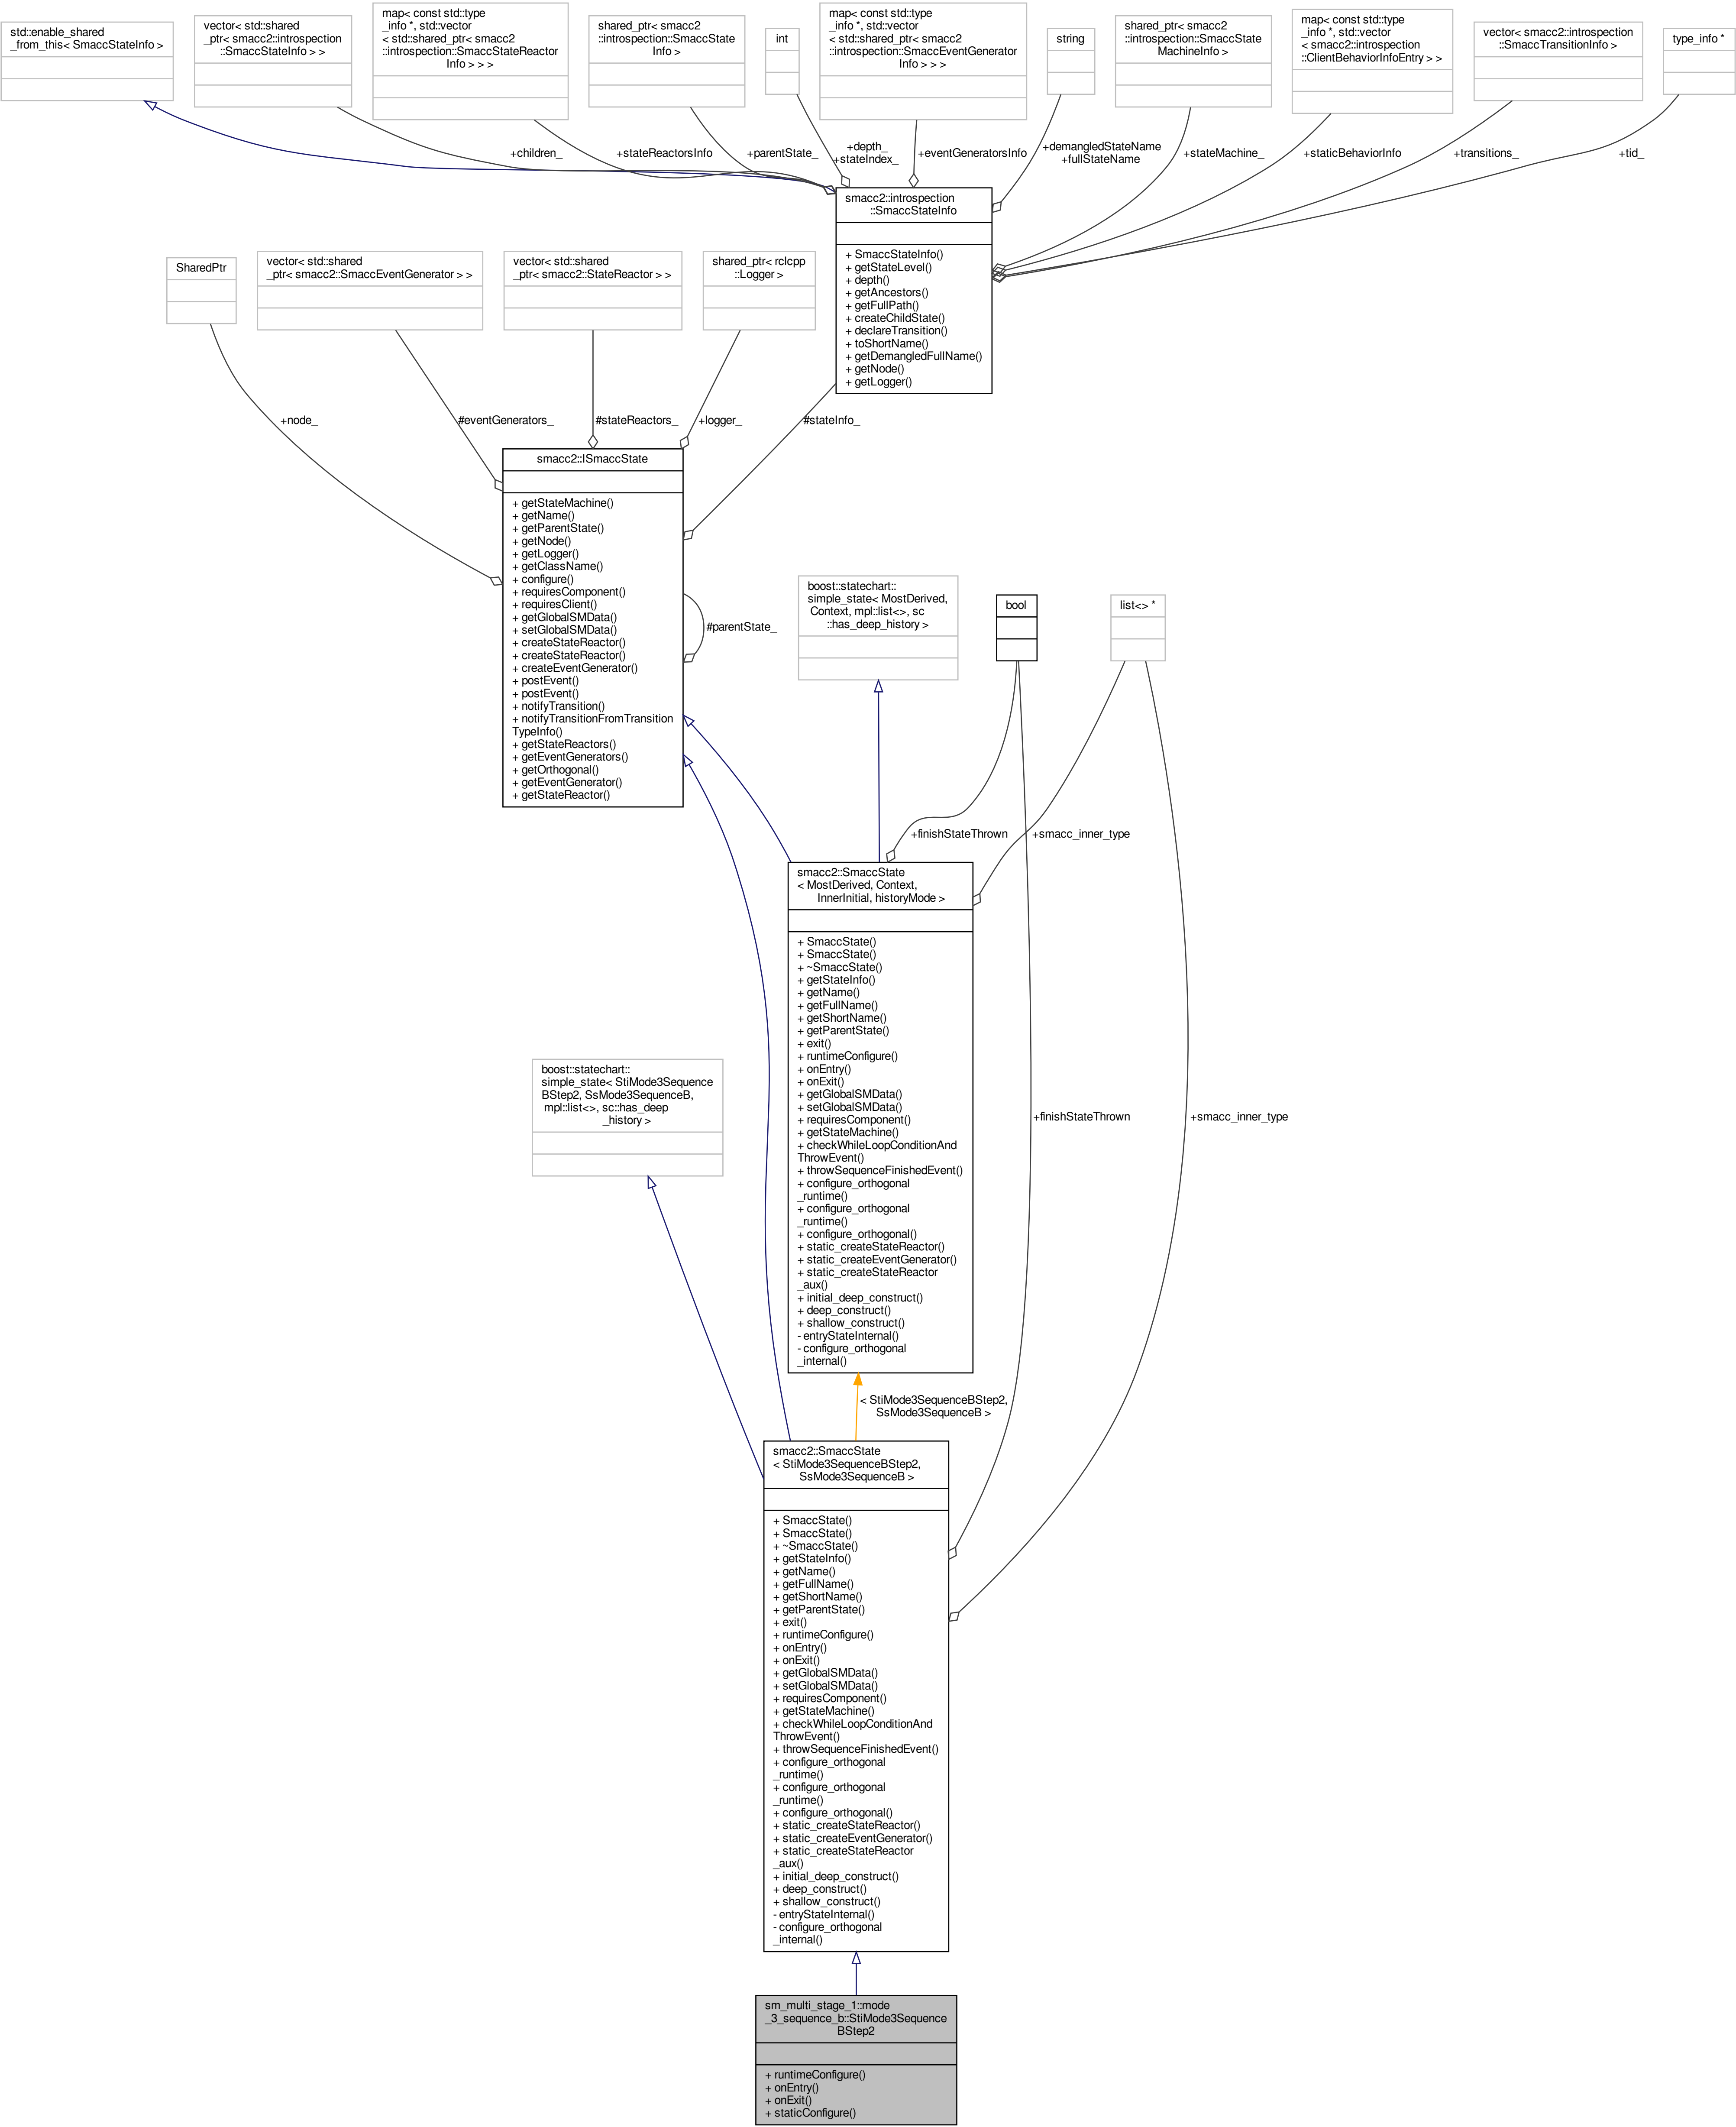 std::enable_shared
_from_this< SmaccStateInfo >
vector< std::shared
_ptr< smacc2::introspection
::SmaccStateInfo > >
map< const std::type
_info *, std::vector
< std::shared_ptr< smacc2
::introspection::SmaccStateReactor
Info > > >
shared_ptr< smacc2
::introspection::SmaccState
Info >
int
map< const std::type
_info *, std::vector
< std::shared_ptr< smacc2
::introspection::SmaccEventGenerator
Info > > >
string
shared_ptr< smacc2
::introspection::SmaccState
MachineInfo >
map< const std::type
_info *, std::vector
< smacc2::introspection
::ClientBehaviorInfoEntry > >
vector< smacc2::introspection
::SmaccTransitionInfo >
type_info *
+children_
+stateReactorsInfo
+parentState_
+depth_
+stateIndex_
+eventGeneratorsInfo
+demangledStateName
+fullStateName
+stateMachine_
+staticBehaviorInfo
+transitions_
+tid_
smacc2::introspection
::SmaccStateInfo
+ SmaccStateInfo()
+ getStateLevel()
+ depth()
+ getAncestors()
+ getFullPath()
+ createChildState()
+ declareTransition()
+ toShortName()
+ getDemangledFullName()
+ getNode()
+ getLogger()
SharedPtr
vector< std::shared
_ptr< smacc2::SmaccEventGenerator > >
vector< std::shared
_ptr< smacc2::StateReactor > >
shared_ptr< rclcpp
::Logger >
+node_
#eventGenerators_
#stateReactors_
+logger_
#stateInfo_
smacc2::ISmaccState
+ getStateMachine()
+ getName()
+ getParentState()
+ getNode()
+ getLogger()
+ getClassName()
+ configure()
+ requiresComponent()
+ requiresClient()
+ getGlobalSMData()
+ setGlobalSMData()
+ createStateReactor()
+ createStateReactor()
+ createEventGenerator()
+ postEvent()
+ postEvent()
+ notifyTransition()
+ notifyTransitionFromTransition
TypeInfo()
+ getStateReactors()
+ getEventGenerators()
+ getOrthogonal()
+ getEventGenerator()
+ getStateReactor()
#parentState_
boost::statechart::
simple_state< MostDerived,
Context, mpl::list<>, sc
::has_deep_history >
bool
list<> *
+finishStateThrown
+smacc_inner_type
smacc2::SmaccState
< MostDerived, Context,
InnerInitial, historyMode >
+ SmaccState()
+ SmaccState()
+ ~SmaccState()
+ getStateInfo()
+ getName()
+ getFullName()
+ getShortName()
+ getParentState()
+ exit()
+ runtimeConfigure()
+ onEntry()
+ onExit()
+ getGlobalSMData()
+ setGlobalSMData()
+ requiresComponent()
+ getStateMachine()
+ checkWhileLoopConditionAnd
ThrowEvent()
+ throwSequenceFinishedEvent()
+ configure_orthogonal
_runtime()
+ configure_orthogonal
_runtime()
+ configure_orthogonal()
+ static_createStateReactor()
+ static_createEventGenerator()
+ static_createStateReactor
_aux()
+ initial_deep_construct()
+ deep_construct()
+ shallow_construct()
- entryStateInternal()
- configure_orthogonal
_internal()
boost::statechart::
simple_state< StiMode3Sequence
BStep2, SsMode3SequenceB,
mpl::list<>, sc::has_deep
_history >
+finishStateThrown
+smacc_inner_type
< StiMode3SequenceBStep2,
SsMode3SequenceB >
smacc2::SmaccState
< StiMode3SequenceBStep2,
SsMode3SequenceB >
+ SmaccState()
+ SmaccState()
+ ~SmaccState()
+ getStateInfo()
+ getName()
+ getFullName()
+ getShortName()
+ getParentState()
+ exit()
+ runtimeConfigure()
+ onEntry()
+ onExit()
+ getGlobalSMData()
+ setGlobalSMData()
+ requiresComponent()
+ getStateMachine()
+ checkWhileLoopConditionAnd
ThrowEvent()
+ throwSequenceFinishedEvent()
+ configure_orthogonal
_runtime()
+ configure_orthogonal
_runtime()
+ configure_orthogonal()
+ static_createStateReactor()
+ static_createEventGenerator()
+ static_createStateReactor
_aux()
+ initial_deep_construct()
+ deep_construct()
+ shallow_construct()
- entryStateInternal()
- configure_orthogonal
_internal()
sm_multi_stage_1::mode
_3_sequence_b::StiMode3Sequence
BStep2
+ runtimeConfigure()
+ onEntry()
+ onExit()
+ staticConfigure()